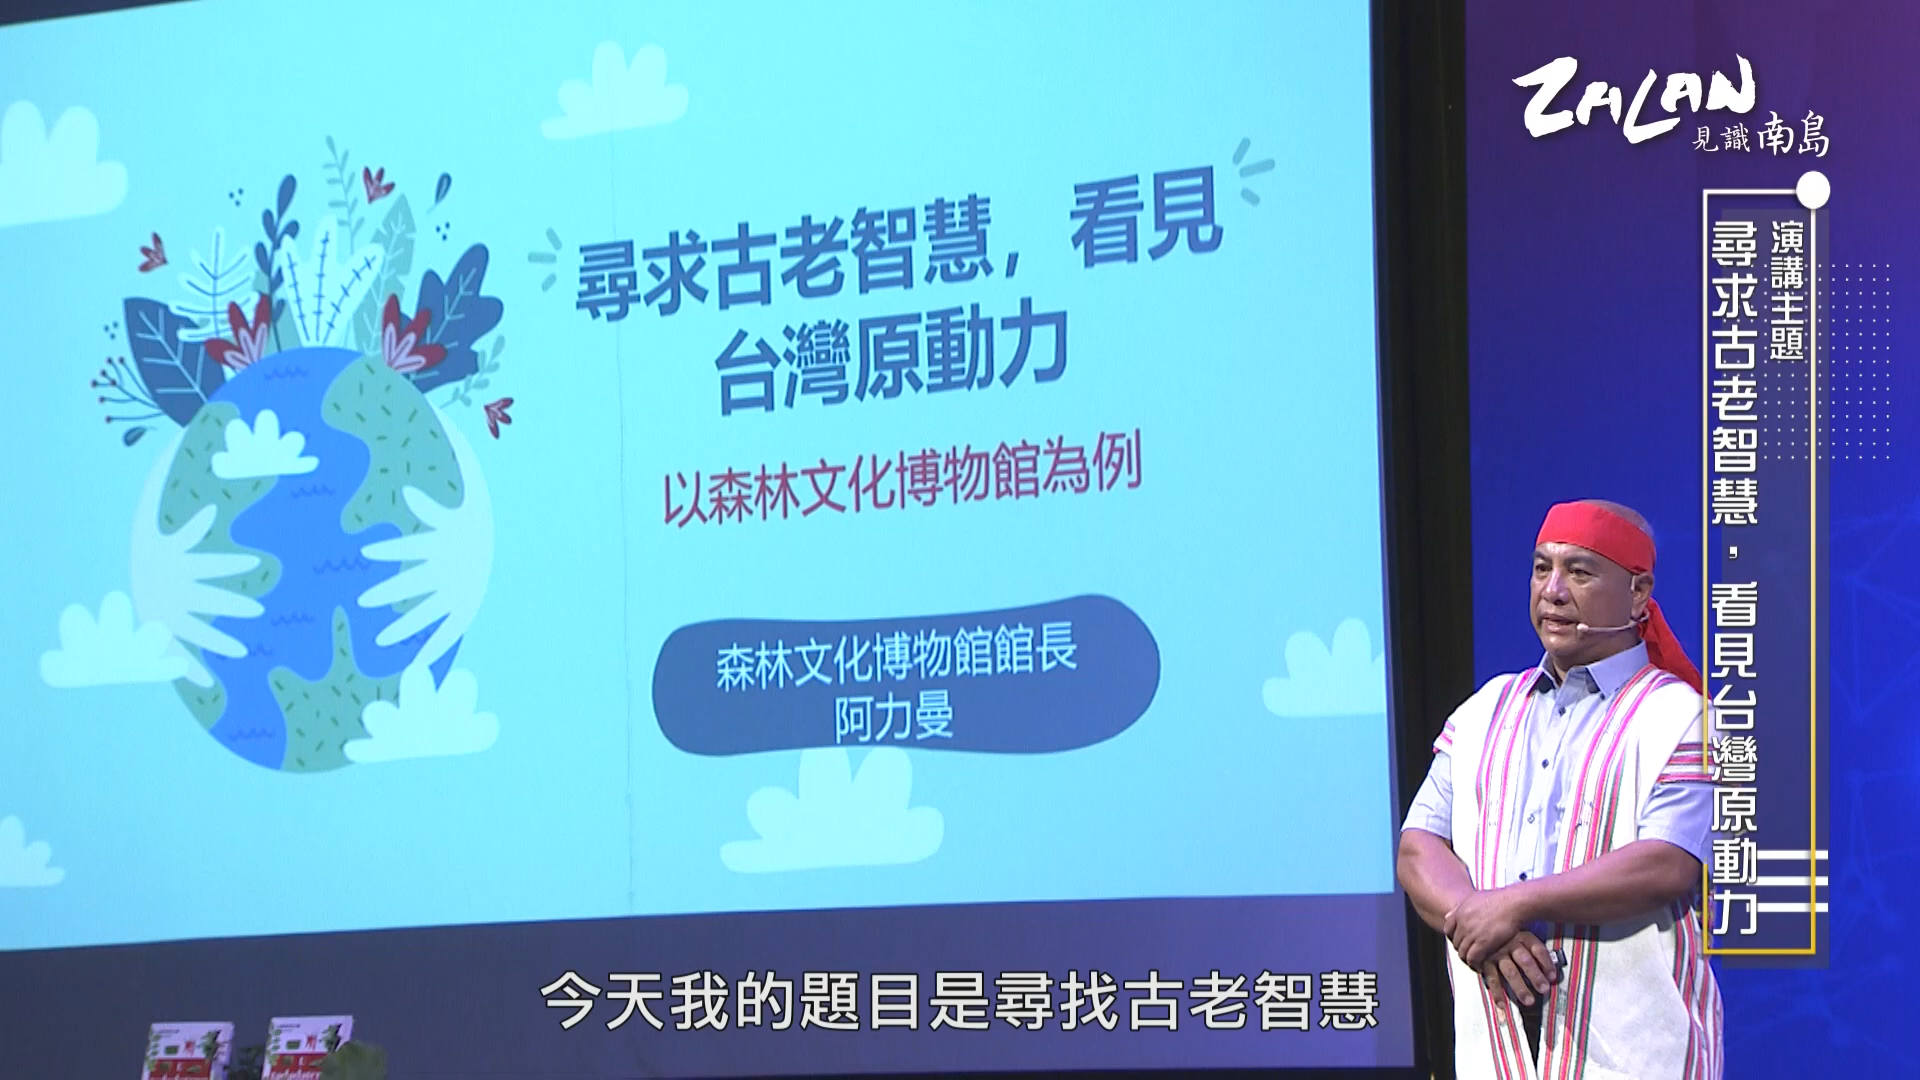 尋求古老智慧，看見
台灣原動力
以森林文化博物館為例
森林文化博物館館長
阿力曼
ZALAN
見識南島
演講主題
尋求古老智慧，看見台灣原動力
今天我的題目是尋找古老智慧